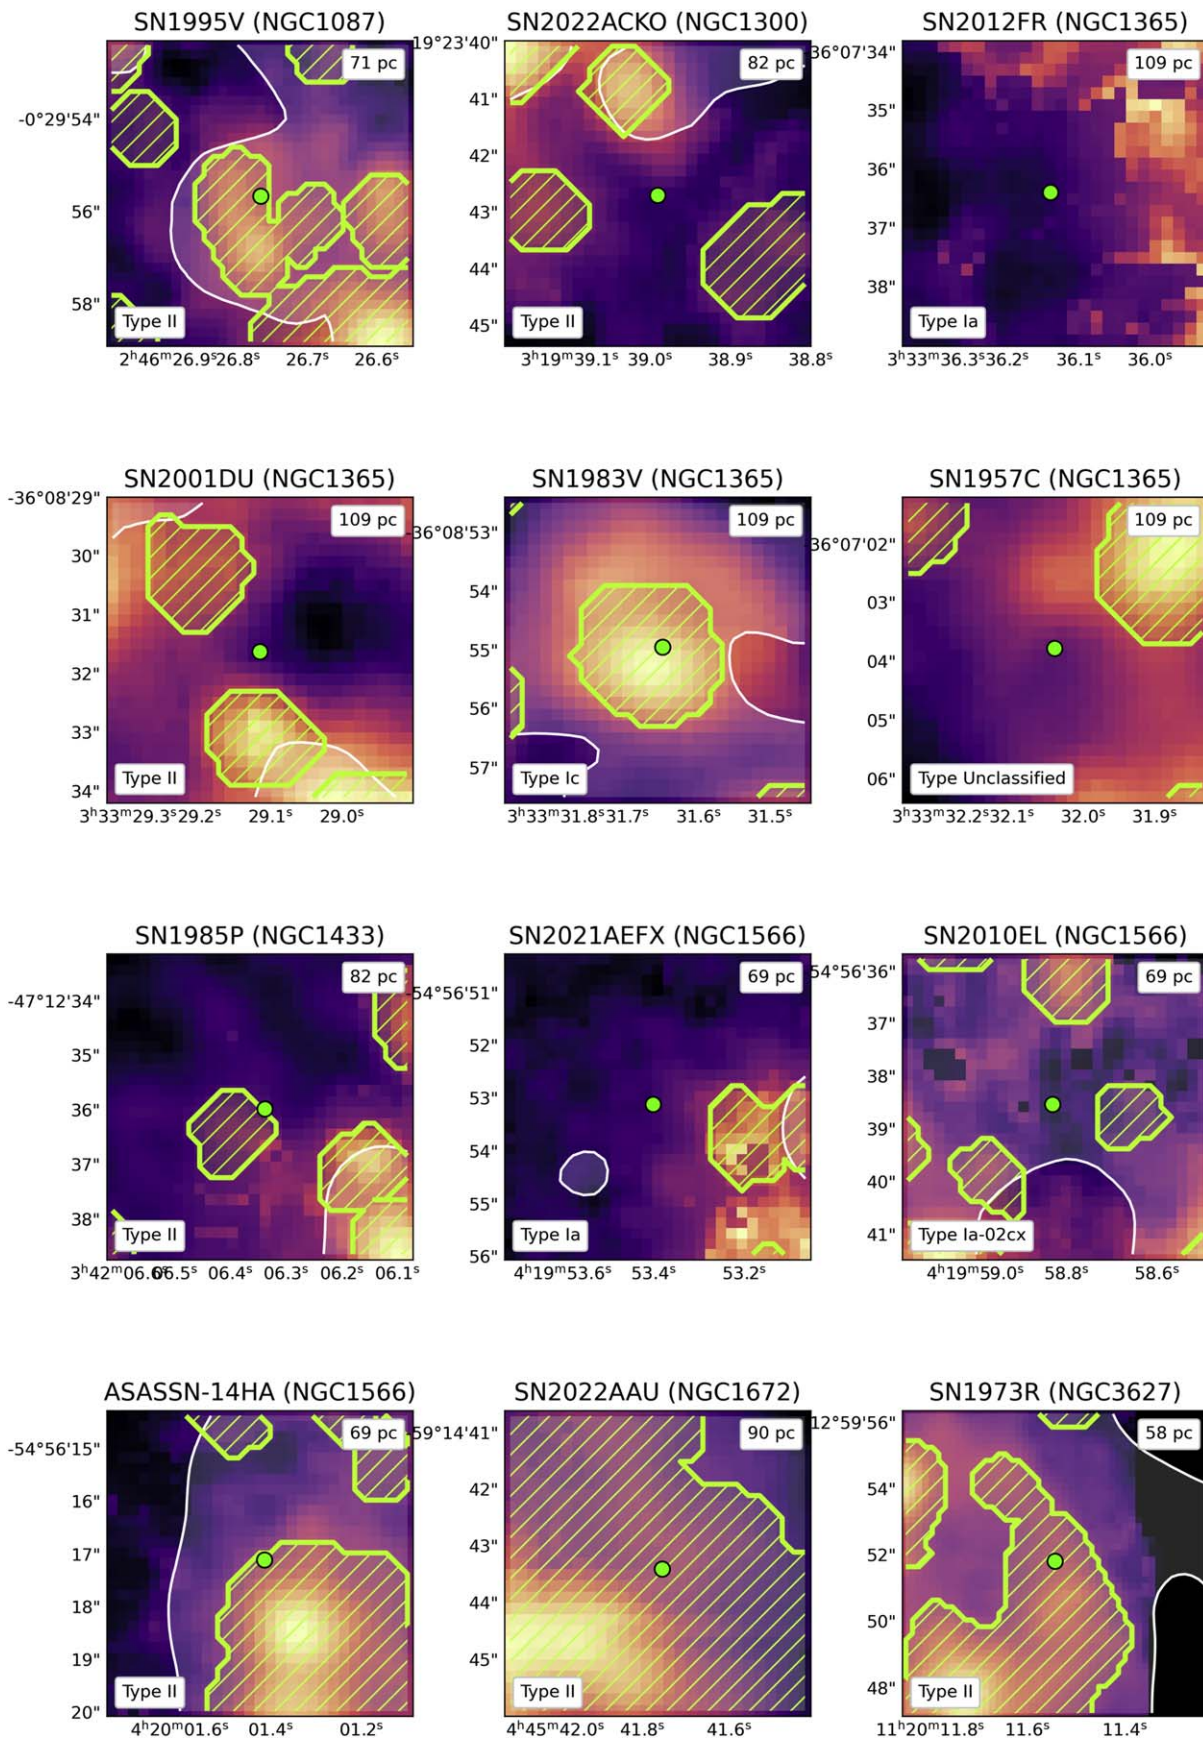 SN1995V (NGC1087)
71 pc
-0°29'54"
56"
58"
Type II
2ʰ46ᵐ26.9ˢ26.8ˢ 26.7ˢ 26.6ˢ
SN2022ACKO (NGC1300)
82 pc
19°23'40"
41"
42"
43"
44"
45"
Type II
3ʰ19ᵐ39.1ˢ 39.0ˢ 38.9ˢ 38.8ˢ
SN2012FR (NGC1365)
109 pc
36°07'34"
35"
36"
37"
38"
Type Ia
3ʰ33ᵐ36.3ˢ36.2ˢ 36.1ˢ 36.0ˢ
SN2001DU (NGC1365)
109 pc
-36°08'29"
30"
31"
32"
33"
34"
Type II
3ʰ33ᵐ29.3ˢ29.2ˢ 29.1ˢ 29.0ˢ
SN1983V (NGC1365)
109 pc
-36°08'53"
54"
55"
56"
57"
Type Ic
3ʰ33ᵐ31.8ˢ31.7ˢ 31.6ˢ 31.5ˢ
SN1957C (NGC1365)
109 pc
36°07'02"
03"
04"
05"
06"
Type Unclassified
3ʰ33ᵐ32.2ˢ32.1ˢ 32.0ˢ 31.9ˢ
SN1985P (NGC1433)
82 pc
-47°12'34"
35"
36"
37"
38"
Type II
3ʰ42ᵐ06.6ˢ06.5ˢ 06.4ˢ 06.3ˢ 06.2ˢ 06.1ˢ
SN2021AEFX (NGC1566)
69 pc
-54°56'51"
52"
53"
54"
55"
56"
Type Ia
4ʰ19ᵐ53.6ˢ 53.4ˢ 53.2ˢ
SN2010EL (NGC1566)
69 pc
54°56'36"
37"
38"
39"
40"
41"
Type Ia-02cx
4ʰ19ᵐ59.0ˢ 58.8ˢ 58.6ˢ
ASASSN-14HA (NGC1566)
69 pc
-54°56'15"
16"
17"
18"
19"
20"
Type II
4ʰ20ᵐ01.6ˢ 01.4ˢ 01.2ˢ
SN2022AAU (NGC1672)
90 pc
-59°14'41"
42"
43"
44"
45"
Type II
4ʰ45ᵐ42.0ˢ 41.8ˢ 41.6ˢ
SN1973R (NGC3627)
58 pc
12°59'56"
54"
52"
50"
48"
Type II
11ʰ20ᵐ11.8ˢ 11.6ˢ 11.4ˢ